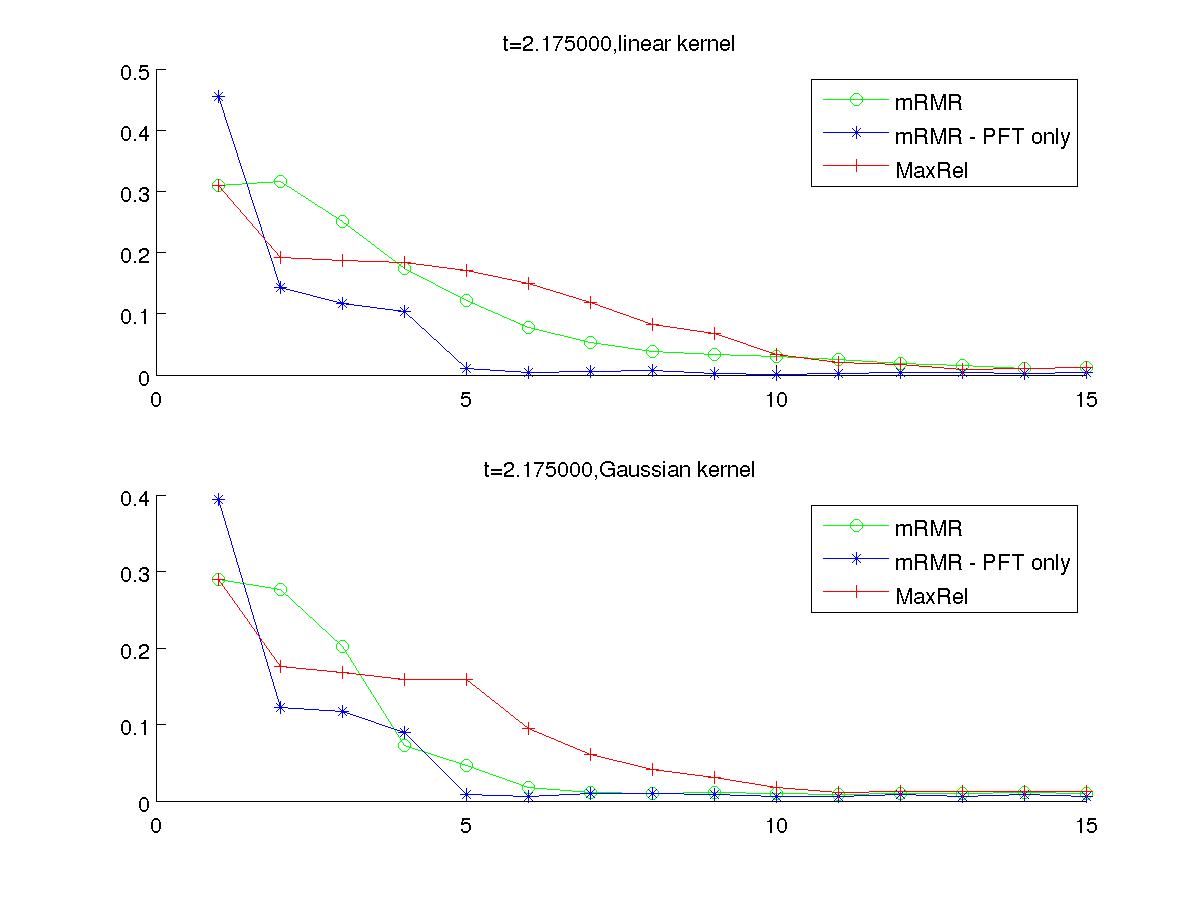 t=2.175000,linear kernel
0.5
0.4
0.3
0.2
0.1
0
0
5
10
15
mRMR
mRMR - PFT only
MaxRel
t=2.175000,Gaussian kernel
0.4
0.3
0.2
0.1
0
0
5
10
15
mRMR
mRMR - PFT only
MaxRel